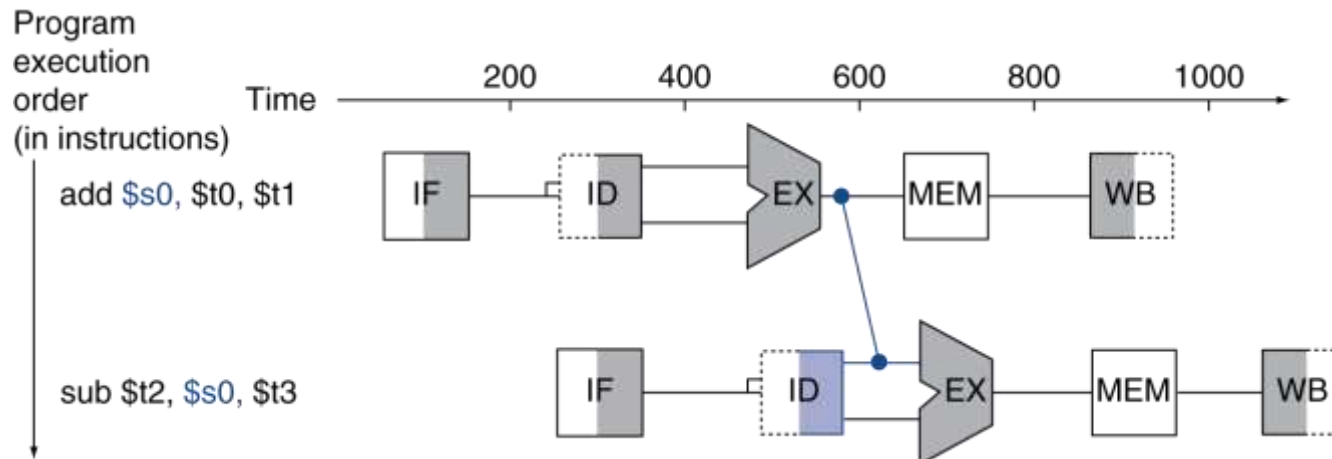 Program
execution
order
(in instructions)
Time
200 400 600 800 1000
add $s0, $t0, $t1
IF ID EX MEM WB
sub $t2, $s0, $t3
IF ID EX MEM WB